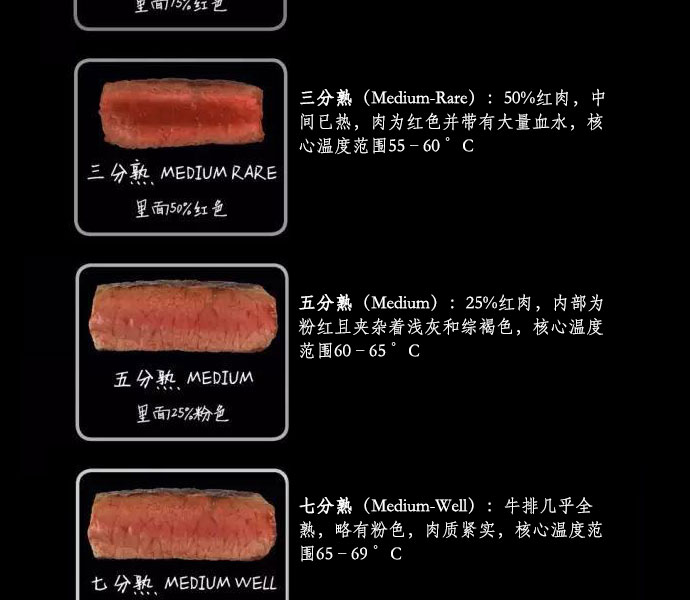 里面75%红色
三分熟 MEDIUM RARE
里面50%红色
三分熟（Medium-Rare）：50%红肉，中
间已热，肉为红色并带有大量血水，核
心温度范围55－60 ° C
五分熟 MEDIUM
里面25%粉色
五分熟（Medium）：25%红肉，内部为
粉红且夹杂着浅灰和综褐色，核心温度
范围60－65 ° C
七分熟 MEDIUM WELL
七分熟（Medium-Well）：牛排几乎全
熟，略有粉色，肉质紧实，核心温度范
围65－69 ° C